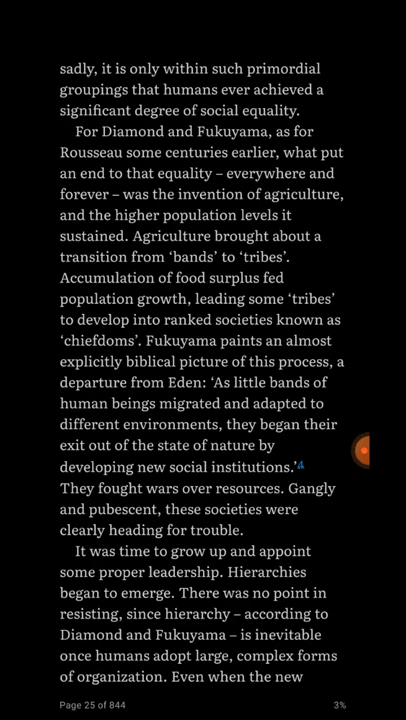 sadly, it is only within such primordial
groupings that humans ever achieved a
significant degree of social equality.
For Diamond and Fukuyama, as for
Rousseau some centuries earlier, what put
an end to that equality – everywhere and
forever – was the invention of agriculture,
and the higher population levels it
sustained. Agriculture brought about a
transition from ‘bands’ to ‘tribes’.
Accumulation of food surplus fed
population growth, leading some ‘tribes’
to develop into ranked societies known as
‘chiefdoms’. Fukuyama paints an almost
explicitly biblical picture of this process, a
departure from Eden: ‘As little bands of
human beings migrated and adapted to
different environments, they began their
exit out of the state of nature by
developing new social institutions.’4
They fought wars over resources. Gangly
and pubescent, these societies were
clearly heading for trouble.
It was time to grow up and appoint
some proper leadership. Hierarchies
began to emerge. There was no point in
resisting, since hierarchy – according to
Diamond and Fukuyama – is inevitable
once humans adopt large, complex forms
of organization. Even when the new
Page 25 of 844
3%